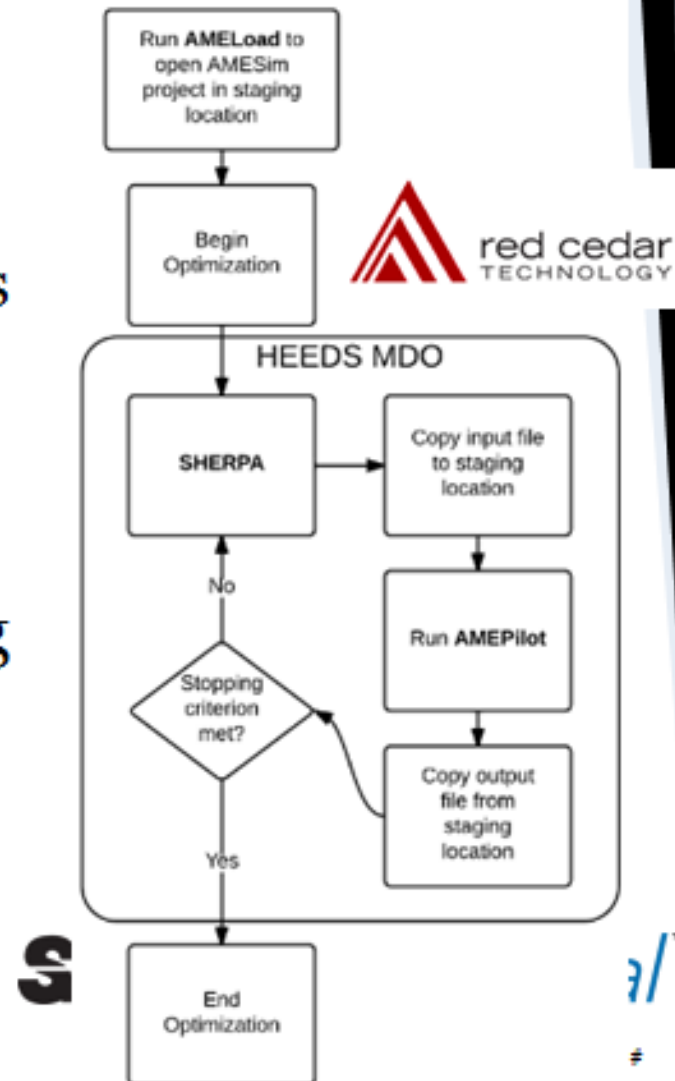 Run AMELoad to
open AMESim
project in staging
location
Begin
Optimization
red cedar
TECHNOLOGY
HEEDS MDO
SHERPA
Copy input file
to staging
location
No
Run AMEPilot
Stopping
criterion
met?
Copy output
file from
staging
location
Yes
End
Optimization